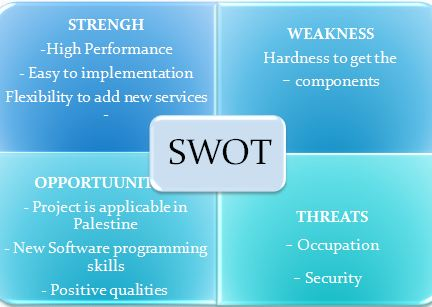 STRENGH
-High Performance
- Easy to implementation
Flexibility to add new services
-
WEAKNESS
Hardness to get the
- components
SWOT
OPPORTUUNIT
- Project is applicable in
Palestine
- New Software programming
skills
- Positive qualities
THREATS
- Occupation
- Security